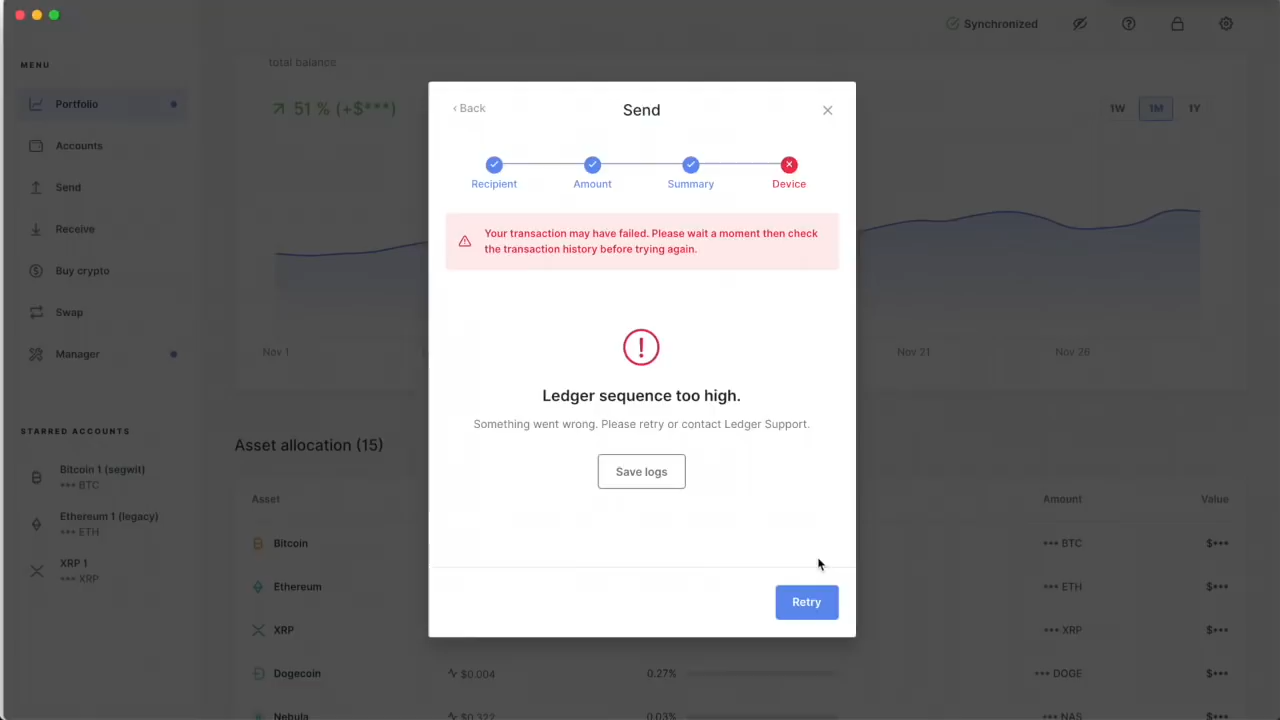 Synchronized
MENU
Portfolio
Accounts
Send
Receive
Buy crypto
Swap
Manager
STARRED ACCOUNTS
Bitcoin 1 (segwit)
*** BTC
Ethereum 1 (legacy)
*** ETH
XRP 1
*** XRP
total balance
51 % (+$***)
1W 1M 1Y
Nov 1
Nov 21
Nov 26
‹ Back
Send
Recipient Amount Summary Device
Your transaction may have failed. Please wait a moment then check
the transaction history before trying again.
Ledger sequence too high.
Something went wrong. Please retry or contact Ledger Support.
Save logs
Retry
Asset allocation (15)
Asset Amount Value
Bitcoin *** BTC $***
Ethereum *** ETH $***
XRP *** XRP $***
Dogecoin $0.004 0.27% *** DOGE $***
Nebula $0.322 0.03% *** NAS $***